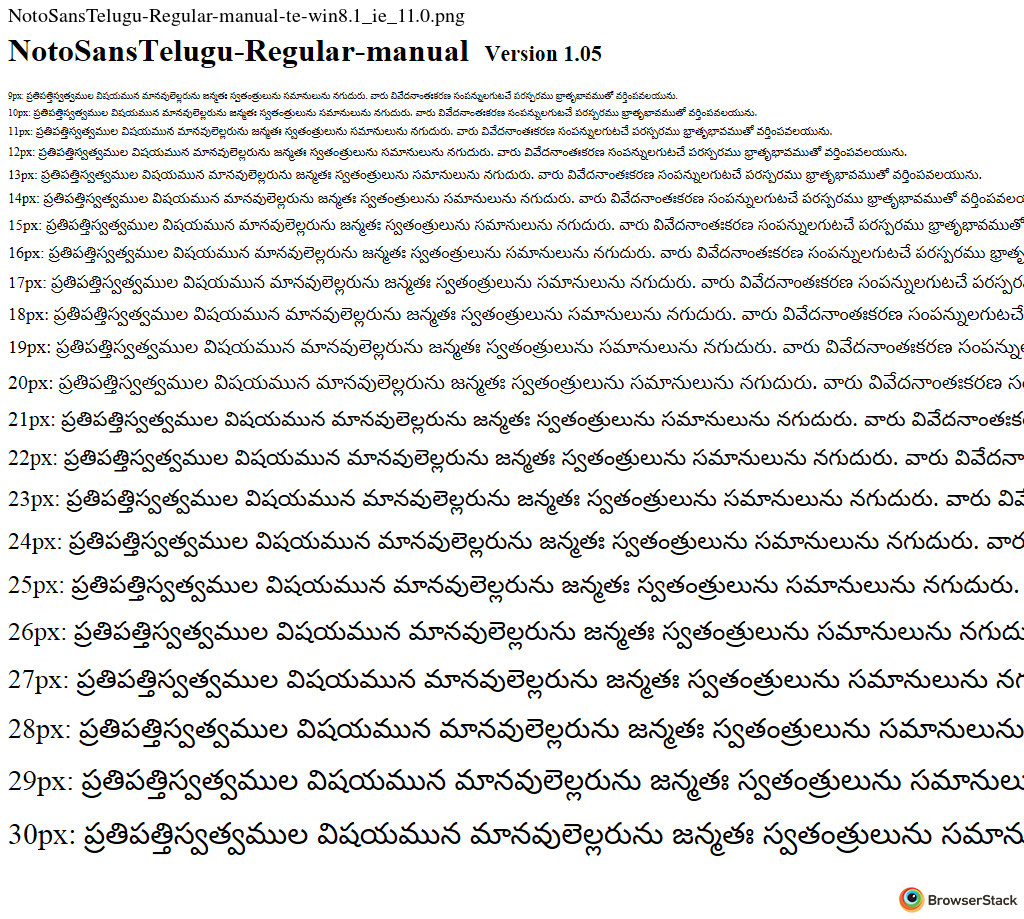 NotoSansTelugu-Regular-manual-te-win8.1_ie_11.0.png
NotoSansTelugu-Regular-manual Version 1.05
9px: ప్రతిపత్తిస్వత్వముల విషయమున మానవులెల్లరును జన్మతః స్వతంత్రులును సమానులును నగుదురు. వారు వివేదనాంతఃకరణ సంపన్నులగుటచే పరస్పరము భ్రాతృభావముతో వర్తింపవలయును.
10px: ప్రతిపత్తిస్వత్వముల విషయమున మానవులెల్లరును జన్మతః స్వతంత్రులును సమానులును నగుదురు. వారు వివేదనాంతఃకరణ సంపన్నులగుటచే పరస్పరము భ్రాతృభావముతో వర్తింపవలయును.
11px: ప్రతిపత్తిస్వత్వముల విషయమున మానవులెల్లరును జన్మతః స్వతంత్రులును సమానులును నగుదురు. వారు వివేదనాంతఃకరణ సంపన్నులగుటచే పరస్పరము భ్రాతృభావముతో వర్తింపవలయును.
12px: ప్రతిపత్తిస్వత్వముల విషయమున మానవులెల్లరును జన్మతః స్వతంత్రులును సమానులును నగుదురు. వారు వివేదనాంతఃకరణ సంపన్నులగుటచే పరస్పరము భ్రాతృభావముతో వర్తింపవలయును.
13px: ప్రతిపత్తిస్వత్వముల విషయమున మానవులెల్లరును జన్మతః స్వతంత్రులును సమానులును నగుదురు. వారు వివేదనాంతఃకరణ సంపన్నులగుటచే పరస్పరము భ్రాతృభావముతో వర్తింపవలయును.
14px: ప్రతిపత్తిస్వత్వముల విషయమున మానవులెల్లరును జన్మతః స్వతంత్రులును సమానులును నగుదురు. వారు వివేదనాంతఃకరణ సంపన్నులగుటచే పరస్పరము భ్రాతృభావముతో వర్తింపవల
15px: ప్రతిపత్తిస్వత్వముల విషయమున మానవులెల్లరును జన్మతః స్వతంత్రులును సమానులును నగుదురు. వారు వివేదనాంతఃకరణ సంపన్నులగుటచే పరస్పరము భ్రాతృభావముతో
16px: ప్రతిపత్తిస్వత్వముల విషయమున మానవులెల్లరును జన్మతః స్వతంత్రులును సమానులును నగుదురు. వారు వివేదనాంతఃకరణ సంపన్నులగుటచే పరస్పరము భ్రాతృ
17px: ప్రతిపత్తిస్వత్వముల విషయమున మానవులెల్లరును జన్మతః స్వతంత్రులును సమానులును నగుదురు. వారు వివేదనాంతఃకరణ సంపన్నులగుటచే పరస్పర
18px: ప్రతిపత్తిస్వత్వముల విషయమున మానవులెల్లరును జన్మతః స్వతంత్రులును సమానులును నగుదురు. వారు వివేదనాంతఃకరణ సంపన్నులగుటచే
19px: ప్రతిపత్తిస్వత్వముల విషయమున మానవులెల్లరును జన్మతః స్వతంత్రులును సమానులును నగుదురు. వారు వివేదనాంతఃకరణ సంపన్ను
20px: ప్రతిపత్తిస్వత్వముల విషయమున మానవులెల్లరును జన్మతః స్వతంత్రులును సమానులును నగుదురు. వారు వివేదనాంతఃకరణ సం
21px: ప్రతిపత్తిస్వత్వముల విషయమున మానవులెల్లరును జన్మతః స్వతంత్రులును సమానులును నగుదురు. వారు వివేదనాంతఃక
22px: ప్రతిపత్తిస్వత్వముల విషయమున మానవులెల్లరును జన్మతః స్వతంత్రులును సమానులును నగుదురు. వారు వివేదనా
23px: ప్రతిపత్తిస్వత్వముల విషయమున మానవులెల్లరును జన్మతః స్వతంత్రులును సమానులును నగుదురు. వారు వివే
24px: ప్రతిపత్తిస్వత్వముల విషయమున మానవులెల్లరును జన్మతః స్వతంత్రులును సమానులును నగుదురు. వార
25px: ప్రతిపత్తిస్వత్వముల విషయమున మానవులెల్లరును జన్మతః స్వతంత్రులును సమానులును నగుదురు.
26px: ప్రతిపత్తిస్వత్వముల విషయమున మానవులెల్లరును జన్మతః స్వతంత్రులును సమానులును నగుదు
27px: ప్రతిపత్తిస్వత్వముల విషయమున మానవులెల్లరును జన్మతః స్వతంత్రులును సమానులును నగ
28px: ప్రతిపత్తిస్వత్వముల విషయమున మానవులెల్లరును జన్మతః స్వతంత్రులును సమానులును
29px: ప్రతిపత్తిస్వత్వముల విషయమున మానవులెల్లరును జన్మతః స్వతంత్రులును సమానులు
30px: ప్రతిపత్తిస్వత్వముల విషయమున మానవులెల్లరును జన్మతః స్వతంత్రులును సమాను
BrowserStack